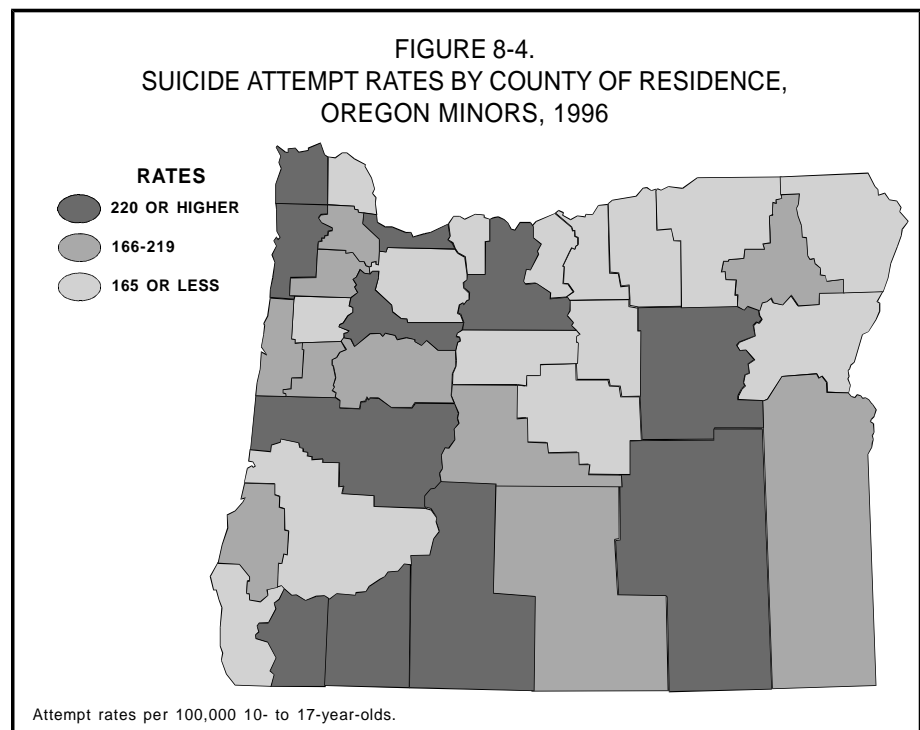 FIGURE 8-4.
SUICIDE ATTEMPT RATES BY COUNTY OF RESIDENCE,
OREGON MINORS, 1996
RATES
220 OR HIGHER
166-219
165 OR LESS
Attempt rates per 100,000 10- to 17-year-olds.